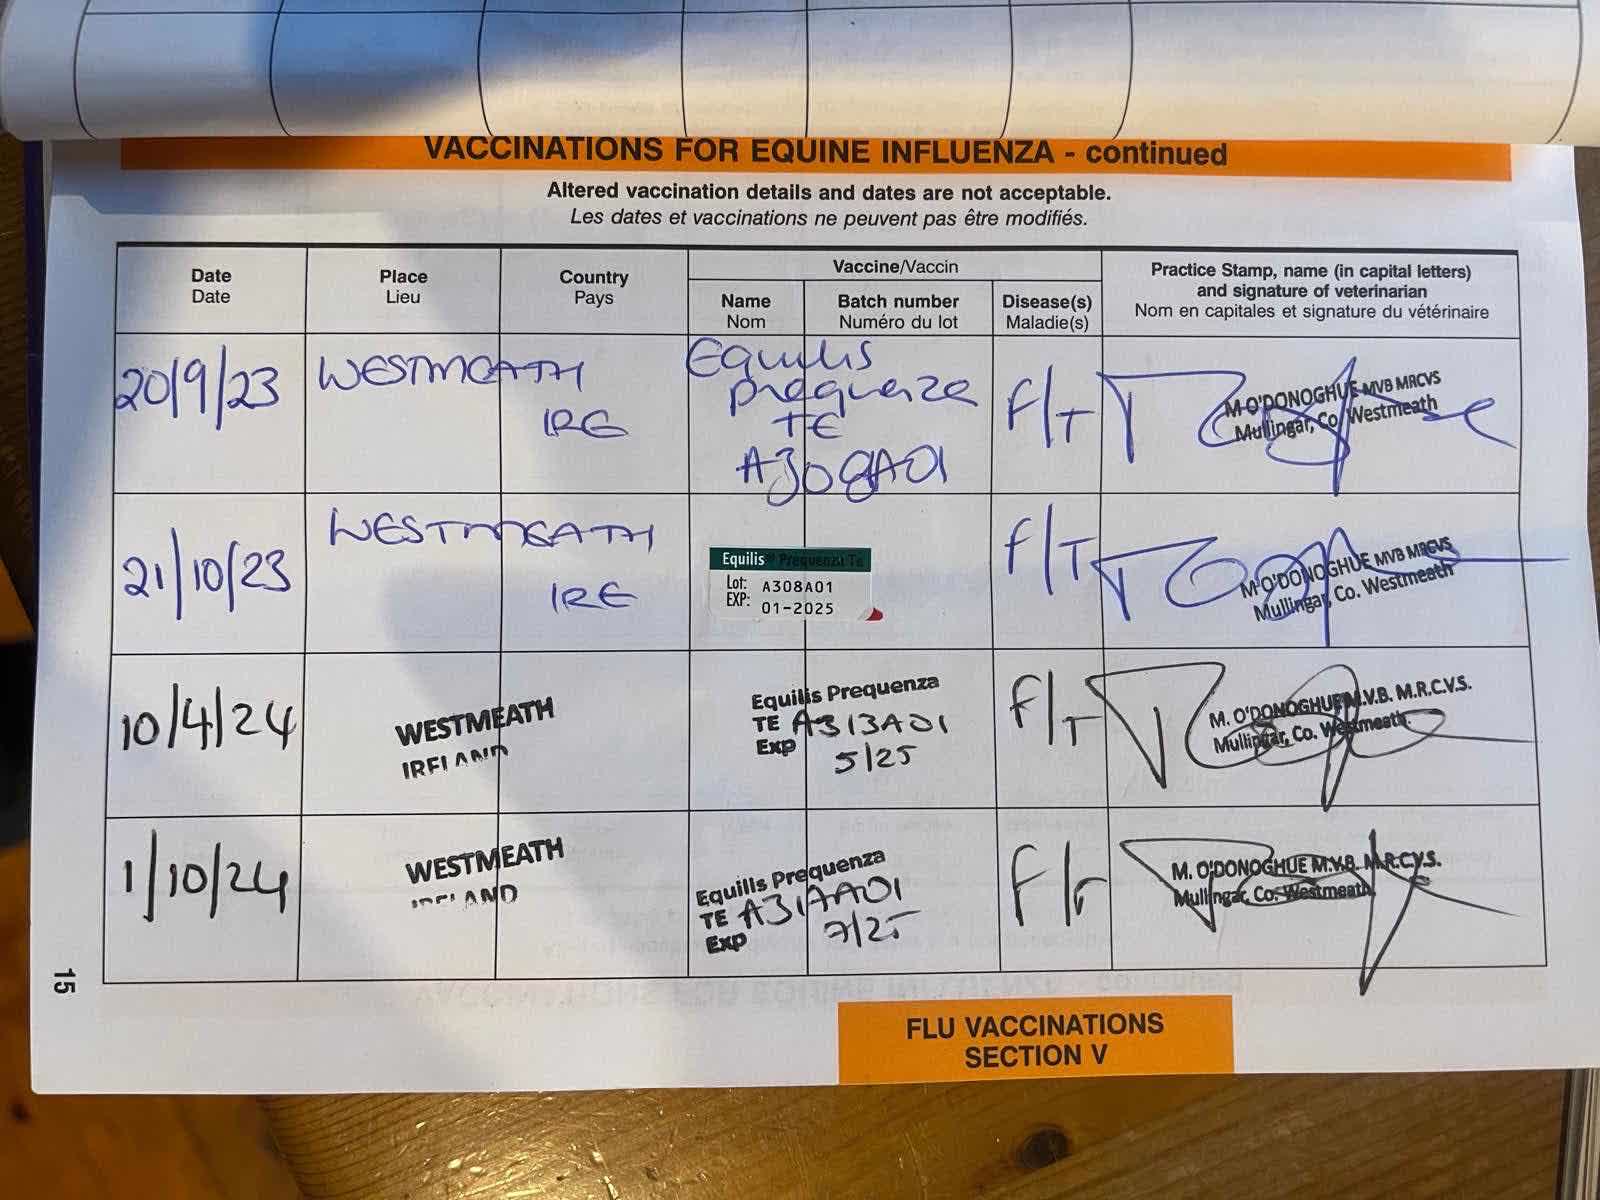 VACCINATIONS FOR EQUINE INFLUENZA - continued
Altered vaccination details and dates are not acceptable.
Les dates et vaccinations ne peuvent pas être modifiés.
Date
Date
Place
Lieu
Country
Pays
Vaccine/Vaccin
Name
Nom
Batch number
Numéro du lot
Disease(s)
Maladie(s)
Practice Stamp, name (in capital letters)
and signature of veterinarian
Nom en capitales et signature du vétérinaire
20/9/23
WESTMEATH
IRE
Equilis
prequenza
TE
A308A01
F/T
M O'DONOGHUE MVB MRCVS
Mullingar, Co. Westmeath
21/10/23
WESTMEATH
IRE
Equilis Prequenza Te
Lot: A308A01
EXP: 01-2025
F/T
M O'DONOGHUE MVB MRCVS
Mullingar, Co. Westmeath
10/4/24
WESTMEATH
IRELAND
Equilis Prequenza
TE A313A01
Exp 5/25
F/T
M. O'DONOGHUE M.V.B. M.R.C.V.S.
Mullingar, Co. Westmeath
1/10/24
WESTMEATH
IRELAND
Equilis Prequenza
TE
Exp 7/25
F/T
M. O'DONOGHUE M.V.B. M.R.C.V.S.
Mullingar, Co. Westmeath
15
FLU VACCINATIONS
SECTION V